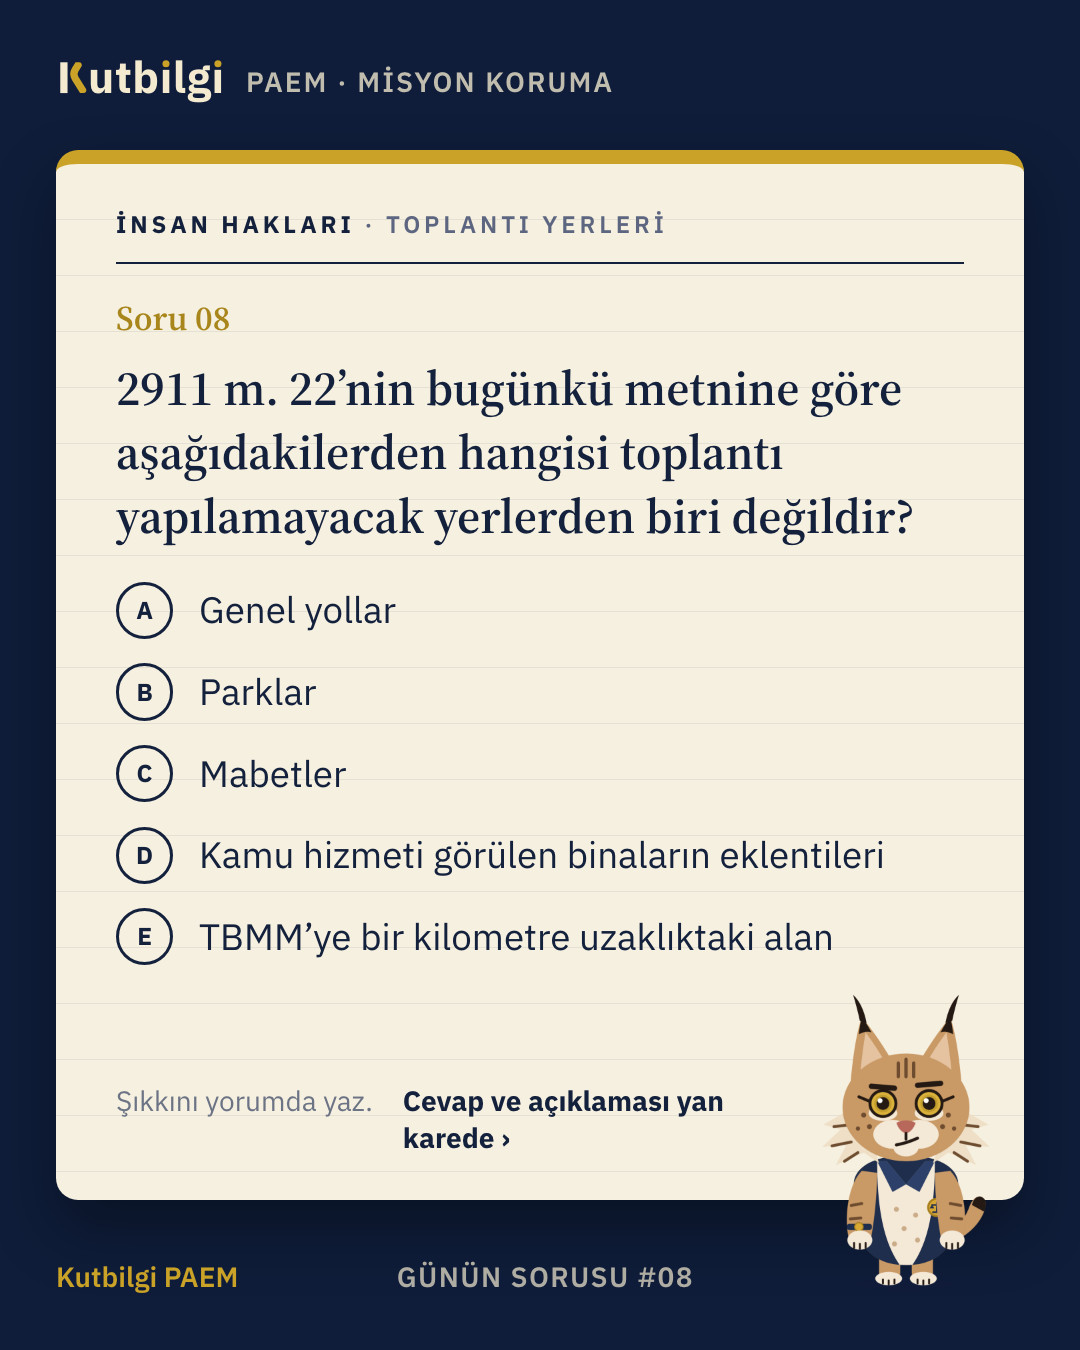 Kutbilgi PAEM · MİSYON KORUMA
İNSAN HAKLARI · TOPLANTI YERLERİ
Soru 08
2911 m. 22’nin bugünkü metnine göre
aşağıdakilerden hangisi toplantı
yapılamayacak yerlerden biri değildir?
A Genel yollar
B Parklar
C Mabetler
D Kamu hizmeti görülen binaların eklentileri
E TBMM’ye bir kilometre uzaklıktaki alan
Şıkkını yorumda yaz. Cevap ve açıklaması yan
karede ›
Kutbilgi PAEM GÜNÜN SORUSU #08